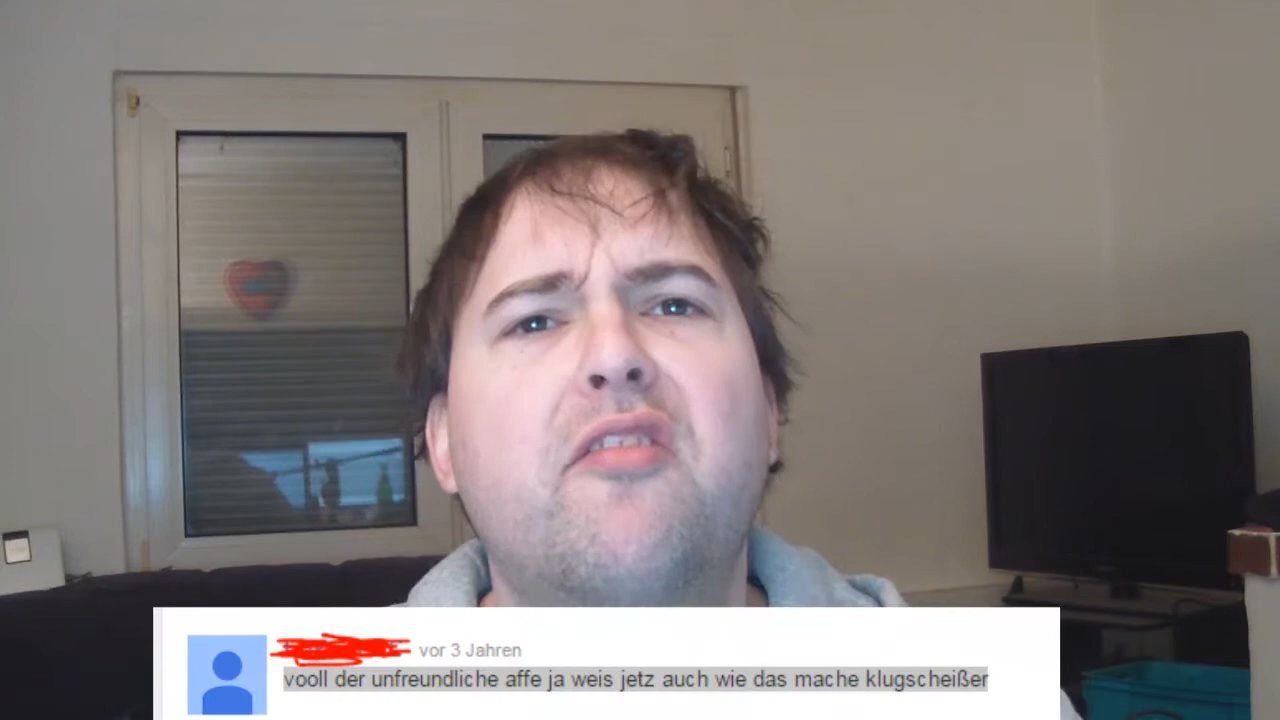 vor 3 Jahren
vooll der unfreundliche affe ja weis jetz auch wie das mache klugscheißer